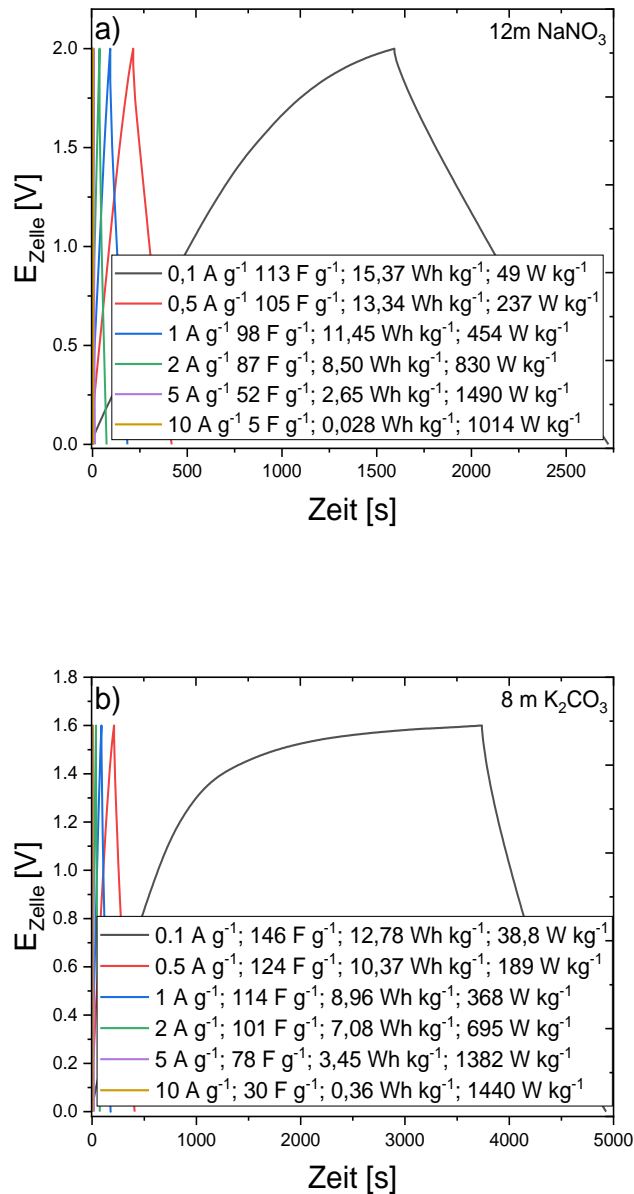 a)
12m NaNO₃
2.0
1.5
1.0
0.5
0.0
E_Zelle [V]
0,1 A g⁻¹ 113 F g⁻¹; 15,37 Wh kg⁻¹; 49 W kg⁻¹
0,5 A g⁻¹ 105 F g⁻¹; 13,34 Wh kg⁻¹; 237 W kg⁻¹
1 A g⁻¹ 98 F g⁻¹; 11,45 Wh kg⁻¹; 454 W kg⁻¹
2 A g⁻¹ 87 F g⁻¹; 8,50 Wh kg⁻¹; 830 W kg⁻¹
5 A g⁻¹ 52 F g⁻¹; 2,65 Wh kg⁻¹; 1490 W kg⁻¹
10 A g⁻¹ 5 F g⁻¹; 0,028 Wh kg⁻¹; 1014 W kg⁻¹
0 500 1000 1500 2000 2500
Zeit [s]
b)
8 m K₂CO₃
1.8
1.6
1.4
1.2
1.0
0.8
0.6
0.4
0.2
0.0
E_Zelle [V]
0.1 A g⁻¹; 146 F g⁻¹; 12,78 Wh kg⁻¹; 38,8 W kg⁻¹
0.5 A g⁻¹; 124 F g⁻¹; 10,37 Wh kg⁻¹; 189 W kg⁻¹
1 A g⁻¹; 114 F g⁻¹; 8,96 Wh kg⁻¹; 368 W kg⁻¹
2 A g⁻¹; 101 F g⁻¹; 7,08 Wh kg⁻¹; 695 W kg⁻¹
5 A g⁻¹; 78 F g⁻¹; 3,45 Wh kg⁻¹; 1382 W kg⁻¹
10 A g⁻¹; 30 F g⁻¹; 0,36 Wh kg⁻¹; 1440 W kg⁻¹
0 1000 2000 3000 4000 5000
Zeit [s]